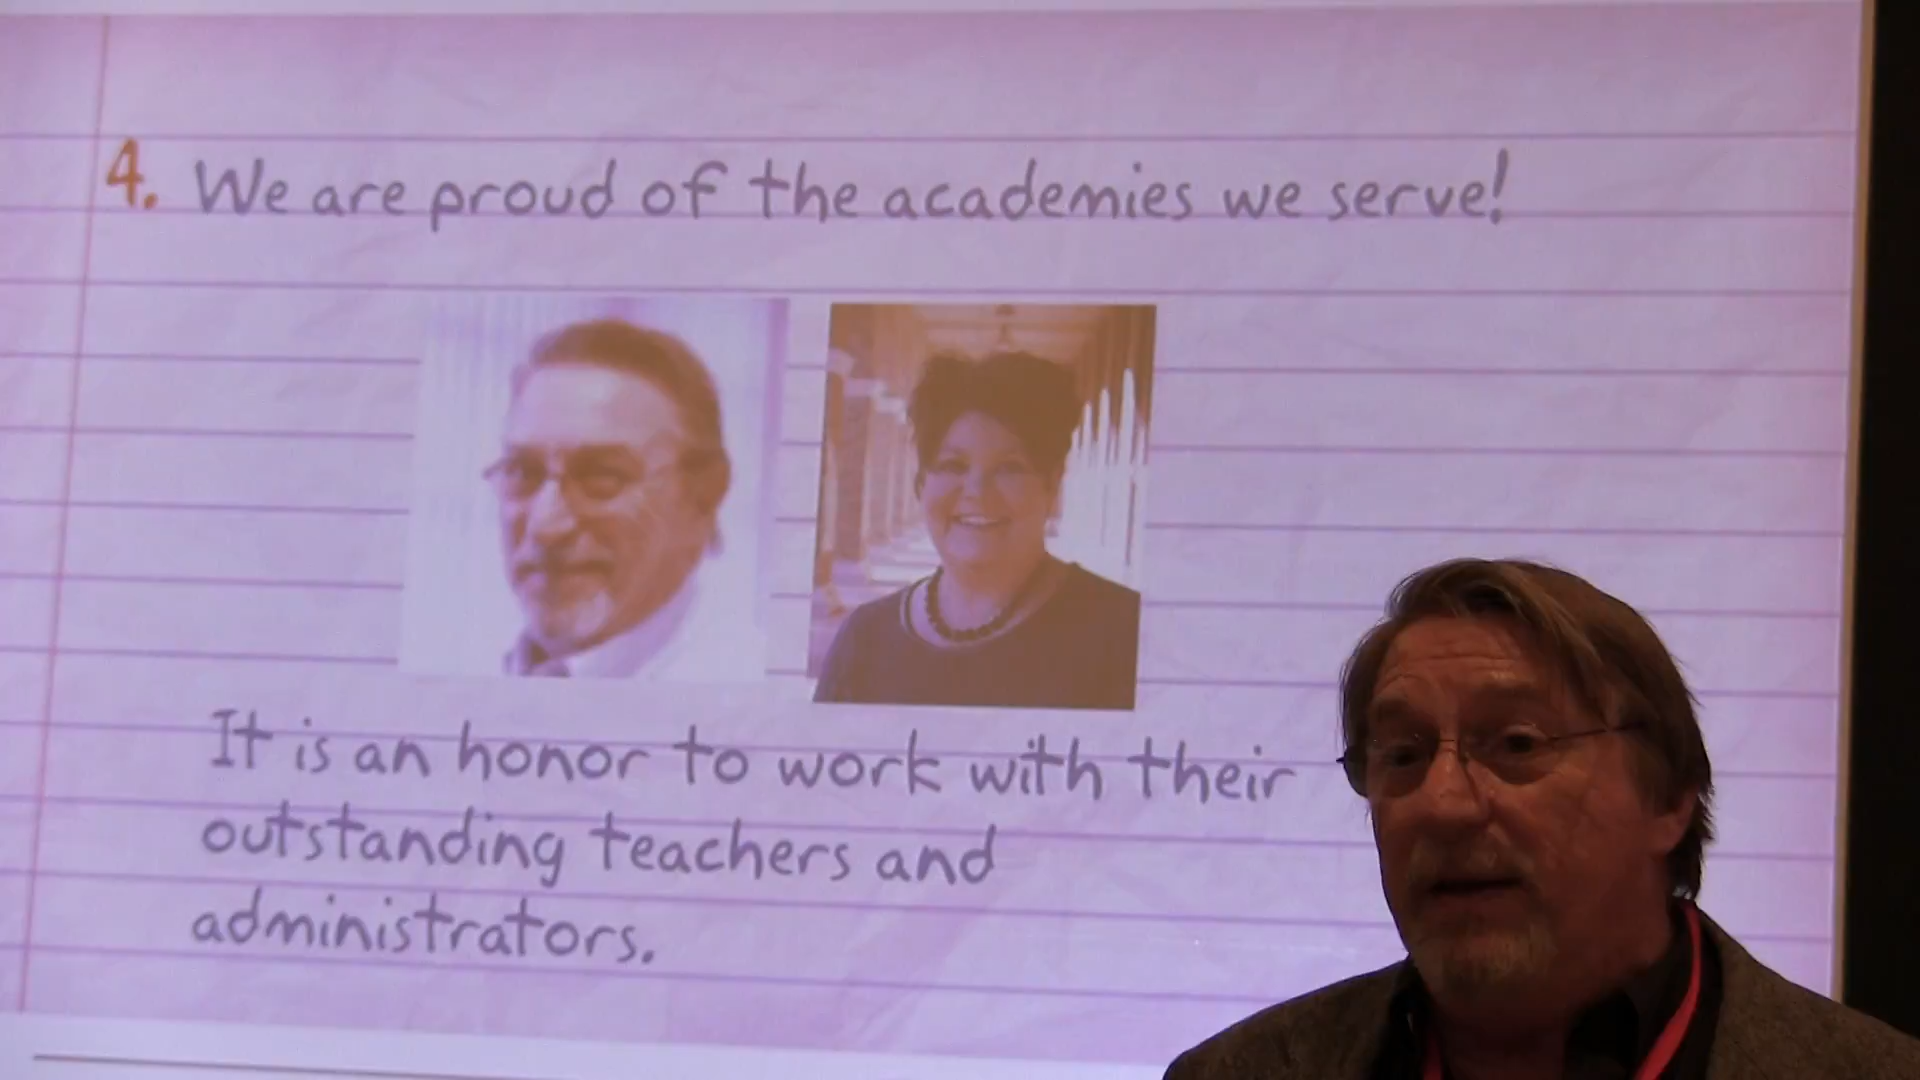 4. We are proud of the academies we serve!
It is an honor to work with their
outstanding teachers and
administrators.